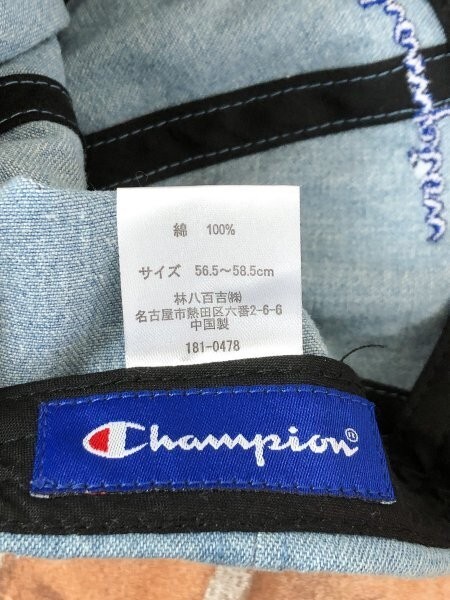 綿 100%
サイズ 56.5~58.5cm
林八百吉㈱
名古屋市熱田区六番2-6-6
中国製
181-0478
Champion®